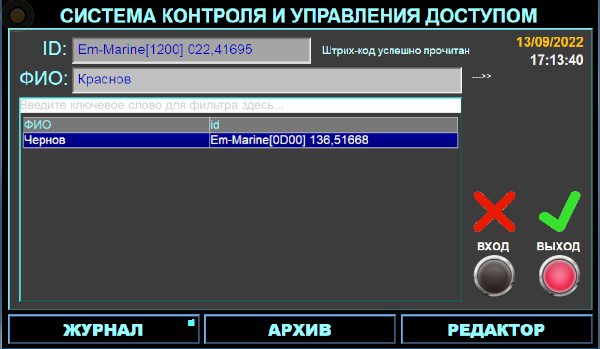 СИСТЕМА КОНТРОЛЯ И УПРАВЛЕНИЯ ДОСТУПОМ
ID: Em-Marine[1200] 022,41695 Штрих-код успешно прочитан 13/09/2022
17:13:40
ФИО: Краснов --->>
Введите ключевое слово для фильтра здесь...
ФИО id
Чернов Em-Marine[0D00] 136,51668
ВХОД ВЫХОД
ЖУРНАЛ АРХИВ РЕДАКТОР